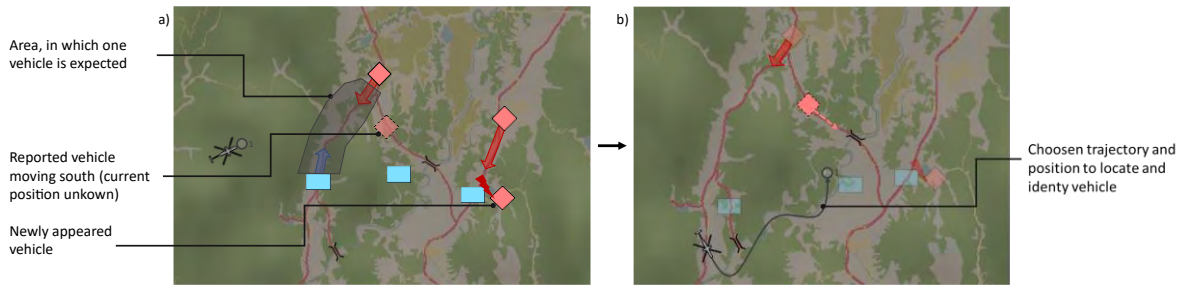 a)
Area, in which one
vehicle is expected
Reported vehicle
moving south (current
position unkown)
Newly appeared
vehicle
b)
Choosen trajectory and
position to locate and
identy vehicle